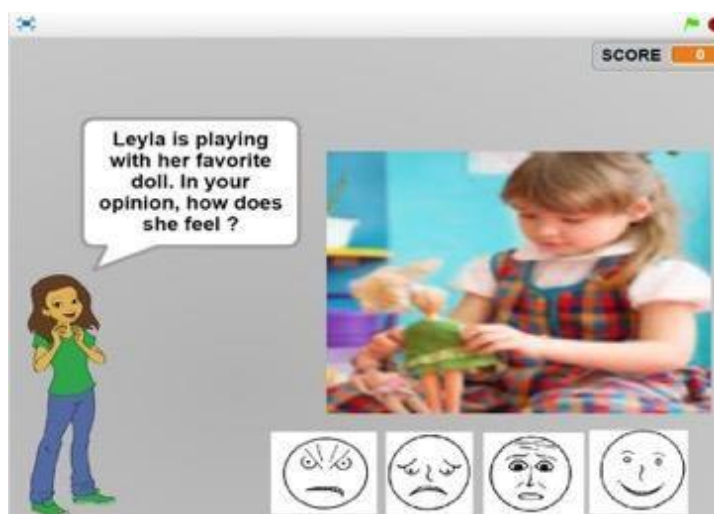 SCORE 0
Leyla is playing
with her favorite
doll. In your
opinion, how does
she feel ?